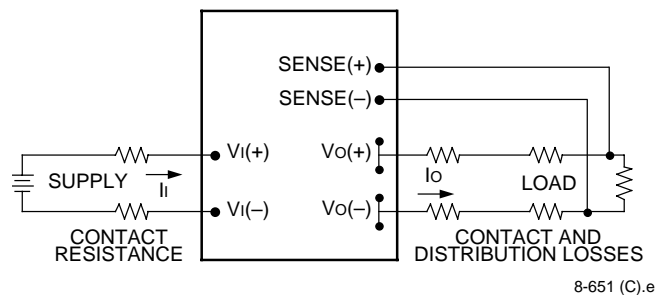 SENSE(+)
SENSE(–)
VI(+)
VO(+)
SUPPLY
II
IO
LOAD
VI(–)
VO(–)
CONTACT
RESISTANCE
CONTACT AND
DISTRIBUTION LOSSES
8-651 (C).e